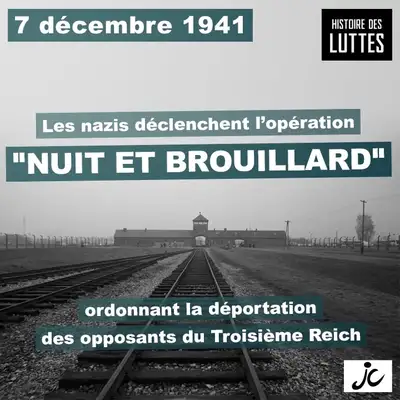 7 décembre 1941
HISTOIRE DES
LUTTES
Les nazis déclenchent l'opération
"NUIT ET BROUILLARD"
ordonnant la déportation
des opposants du Troisième Reich
jc